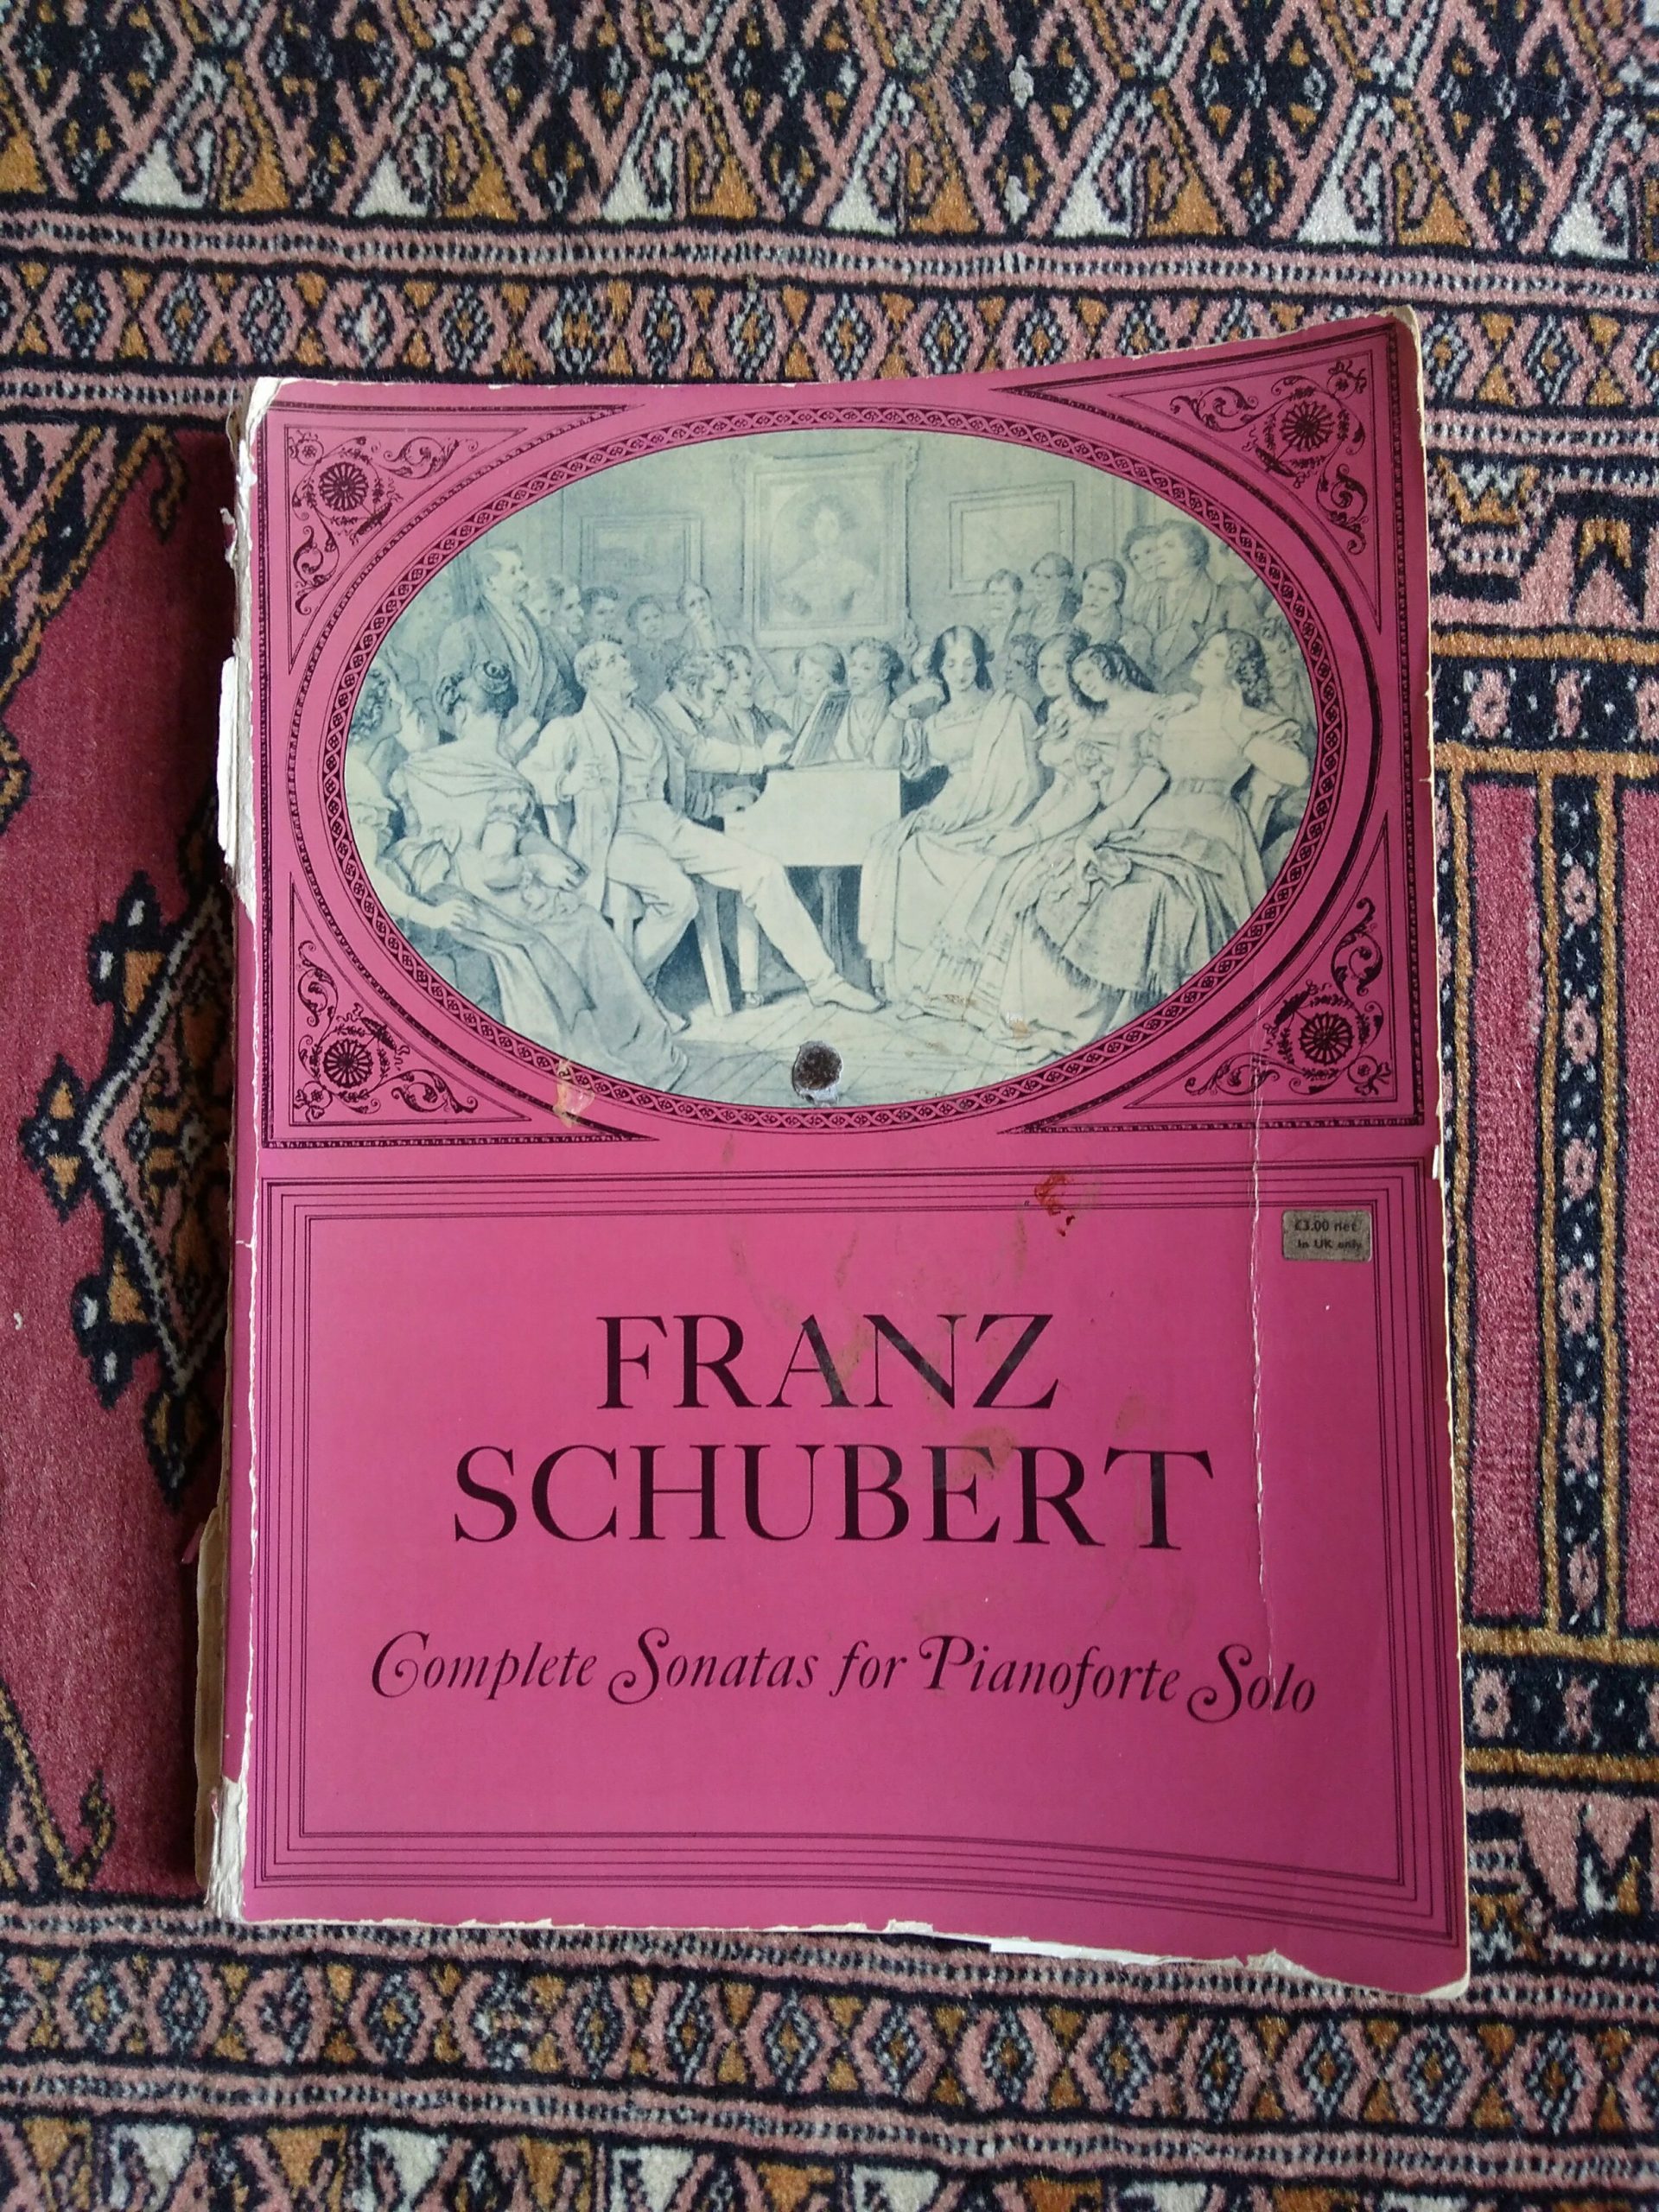 £3.00 net
In UK only
FRANZ
SCHUBERT
Complete Sonatas for Pianoforte Solo